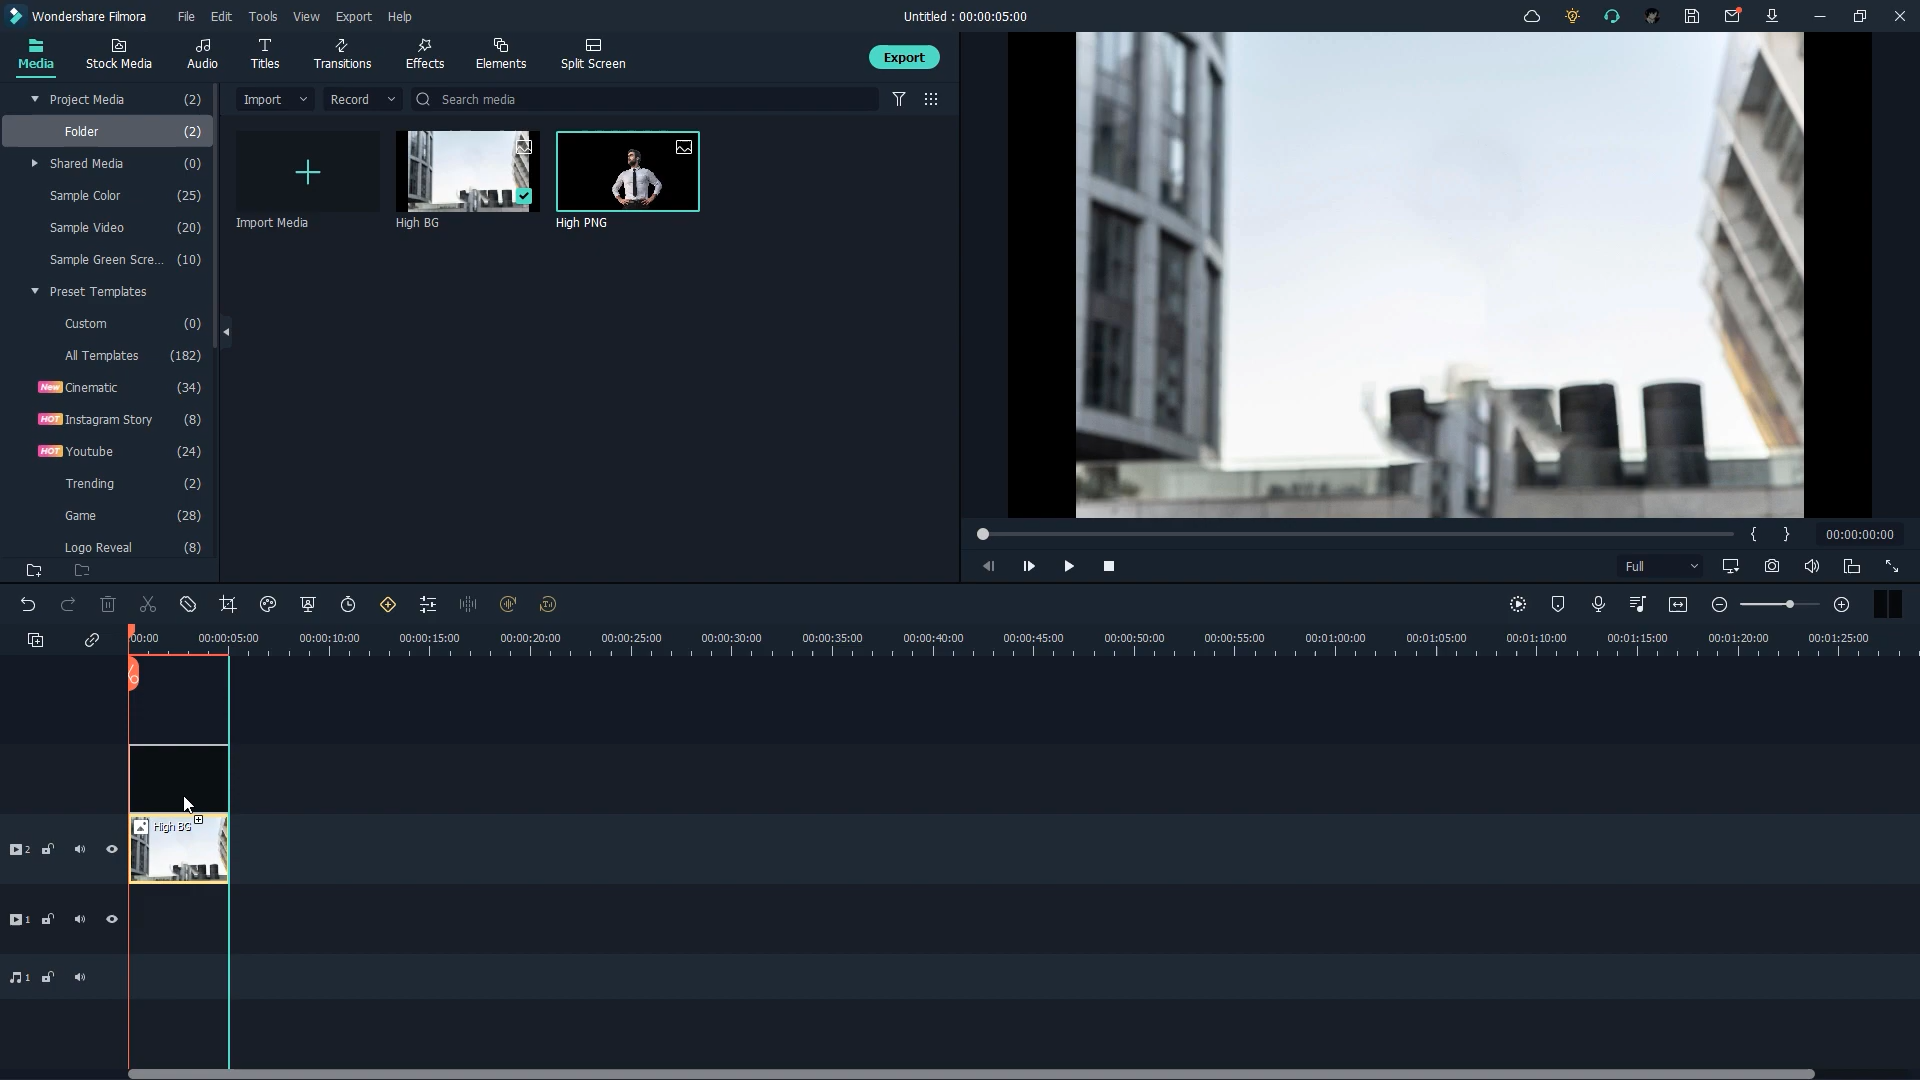 Wondershare Filmora File Edit Tools View Export Help Untitled : 00:00:05:00
Media Stock Media Audio Titles Transitions Effects Elements Split Screen Export
Project Media (2)
Folder (2)
Shared Media (0)
Sample Color (25)
Sample Video (20)
Sample Green Scre... (10)
Preset Templates
Custom (0)
All Templates (182)
New Cinematic (34)
HOT Instagram Story (8)
HOT Youtube (24)
Trending (2)
Game (28)
Logo Reveal (8)
Import Record Search media
Import Media High BG High PNG
{ } 00:00:00:00
Full
00:00 00:00:05:00 00:00:10:00 00:00:15:00 00:00:20:00 00:00:25:00 00:00:30:00 00:00:35:00 00:00:40:00 00:00:45:00 00:00:50:00 00:00:55:00 00:01:00:00 00:01:05:00 00:01:10:00 00:01:15:00 00:01:20:00 00:01:25:00
High BG
2
1
1